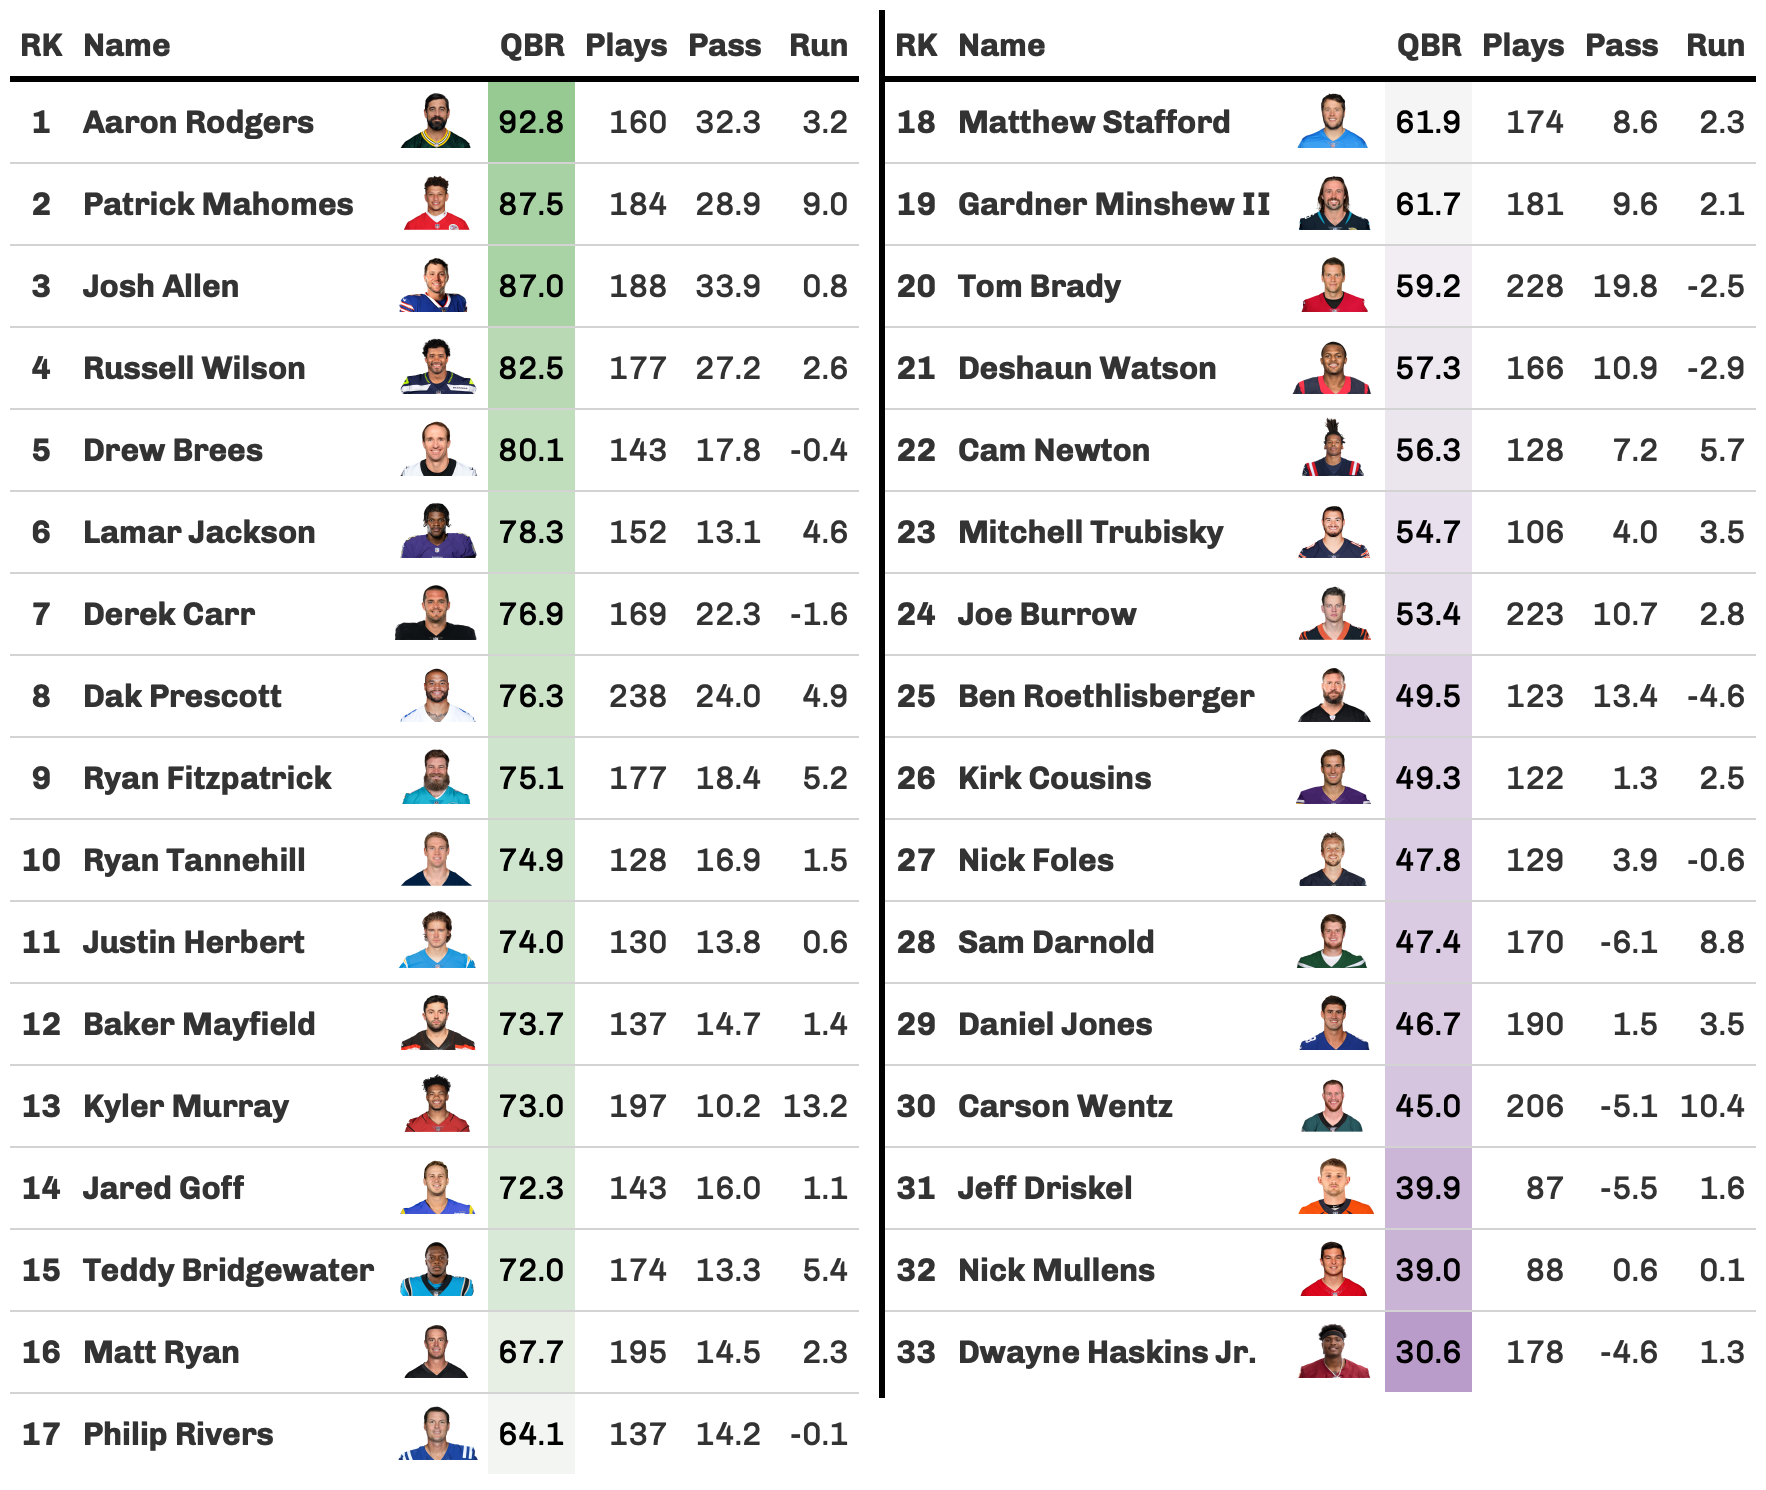 RK Name QBR Plays Pass Run
1 Aaron Rodgers 92.8 160 32.3 3.2
2 Patrick Mahomes 87.5 184 28.9 9.0
3 Josh Allen 87.0 188 33.9 0.8
4 Russell Wilson 82.5 177 27.2 2.6
5 Drew Brees 80.1 143 17.8 -0.4
6 Lamar Jackson 78.3 152 13.1 4.6
7 Derek Carr 76.9 169 22.3 -1.6
8 Dak Prescott 76.3 238 24.0 4.9
9 Ryan Fitzpatrick 75.1 177 18.4 5.2
10 Ryan Tannehill 74.9 128 16.9 1.5
11 Justin Herbert 74.0 130 13.8 0.6
12 Baker Mayfield 73.7 137 14.7 1.4
13 Kyler Murray 73.0 197 10.2 13.2
14 Jared Goff 72.3 143 16.0 1.1
15 Teddy Bridgewater 72.0 174 13.3 5.4
16 Matt Ryan 67.7 195 14.5 2.3
17 Philip Rivers 64.1 137 14.2 -0.1
RK Name QBR Plays Pass Run
18 Matthew Stafford 61.9 174 8.6 2.3
19 Gardner Minshew II 61.7 181 9.6 2.1
20 Tom Brady 59.2 228 19.8 -2.5
21 Deshaun Watson 57.3 166 10.9 -2.9
22 Cam Newton 56.3 128 7.2 5.7
23 Mitchell Trubisky 54.7 106 4.0 3.5
24 Joe Burrow 53.4 223 10.7 2.8
25 Ben Roethlisberger 49.5 123 13.4 -4.6
26 Kirk Cousins 49.3 122 1.3 2.5
27 Nick Foles 47.8 129 3.9 -0.6
28 Sam Darnold 47.4 170 -6.1 8.8
29 Daniel Jones 46.7 190 1.5 3.5
30 Carson Wentz 45.0 206 -5.1 10.4
31 Jeff Driskel 39.9 87 -5.5 1.6
32 Nick Mullens 39.0 88 0.6 0.1
33 Dwayne Haskins Jr. 30.6 178 -4.6 1.3